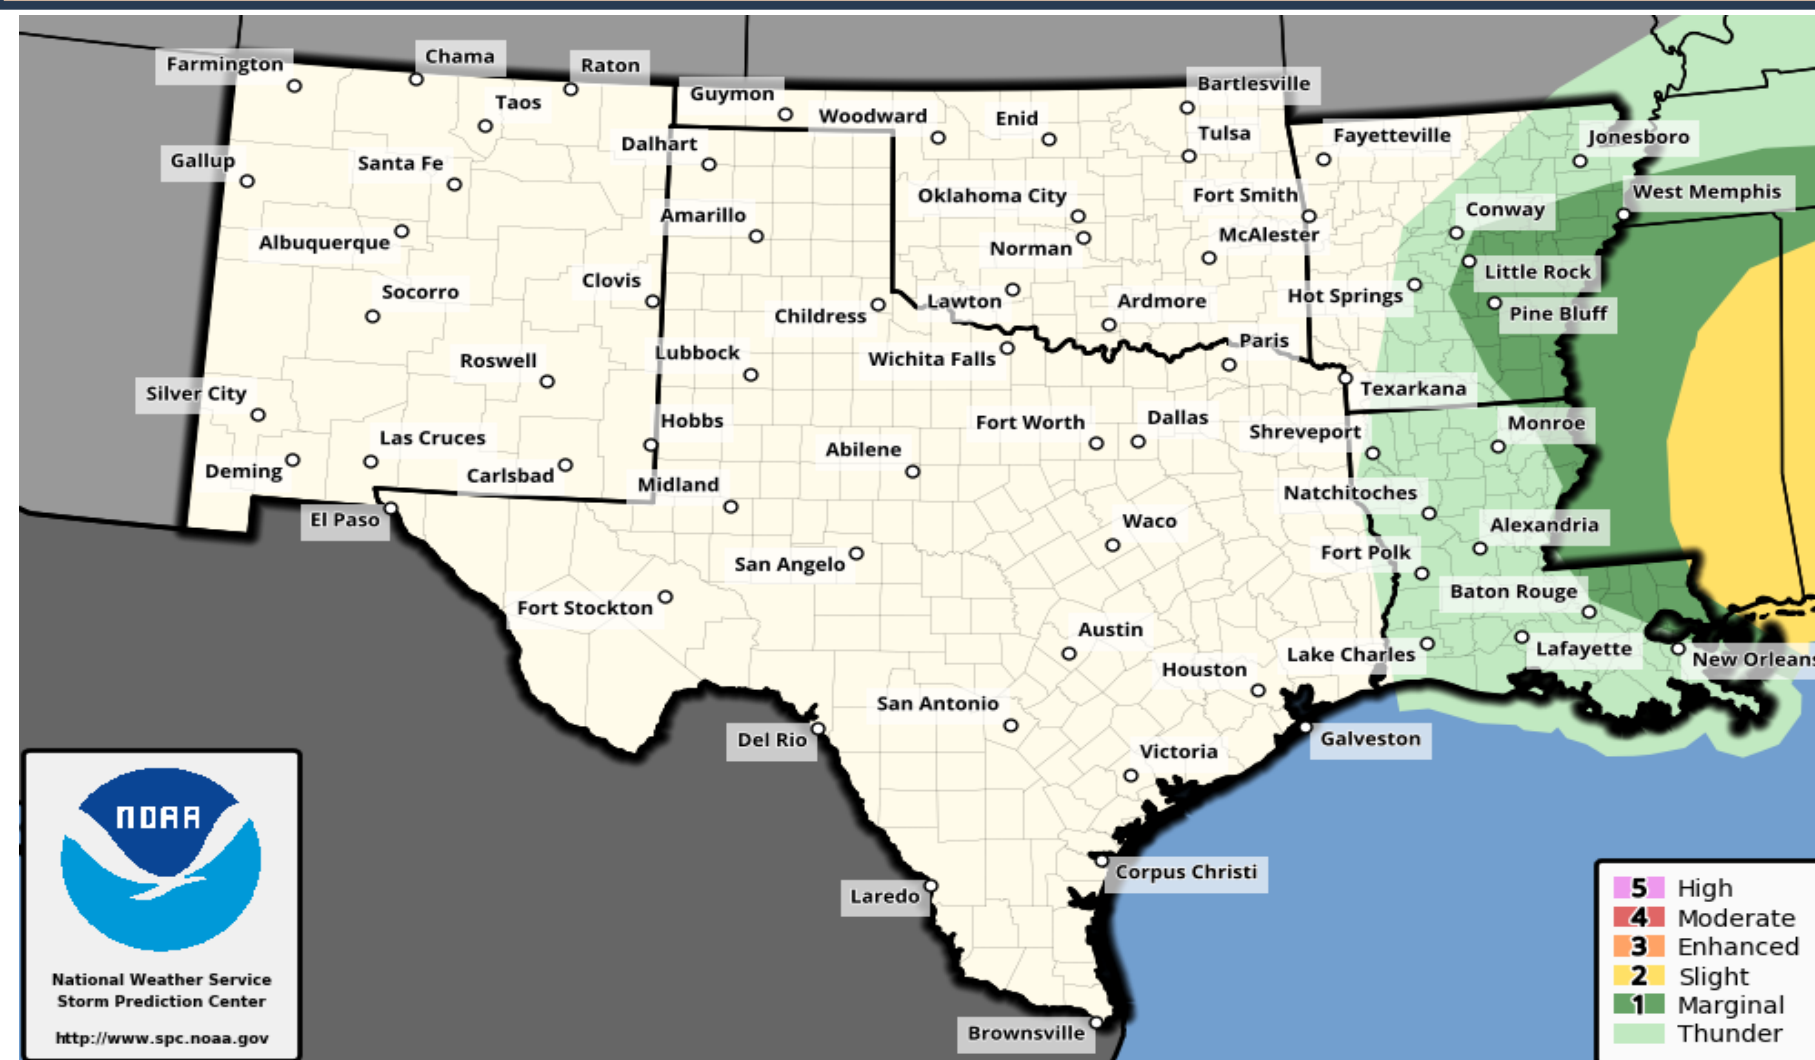 Farmington
Chama
Raton
Taos
Guymon
Woodward
Enid
Bartlesville
Tulsa
Fayetteville
Jonesboro
Gallup
Santa Fe
Dalhart
Oklahoma City
Fort Smith
Conway
West Memphis
Albuquerque
Amarillo
Norman
McAlester
Little Rock
Socorro
Clovis
Childress
Lawton
Ardmore
Hot Springs
Pine Bluff
Roswell
Lubbock
Wichita Falls
Paris
Texarkana
Silver City
Las Cruces
Hobbs
Abilene
Fort Worth
Dallas
Shreveport
Monroe
Deming
Carlsbad
Midland
Natchitoches
El Paso
San Angelo
Waco
Fort Polk
Alexandria
Fort Stockton
Austin
Baton Rouge
Houston
Lake Charles
Lafayette
New Orleans
San Antonio
Del Rio
Victoria
Galveston
Laredo
Corpus Christi
Brownsville
NOAA
National Weather Service
Storm Prediction Center
http://www.spc.noaa.gov
5 High
4 Moderate
3 Enhanced
2 Slight
1 Marginal
Thunder